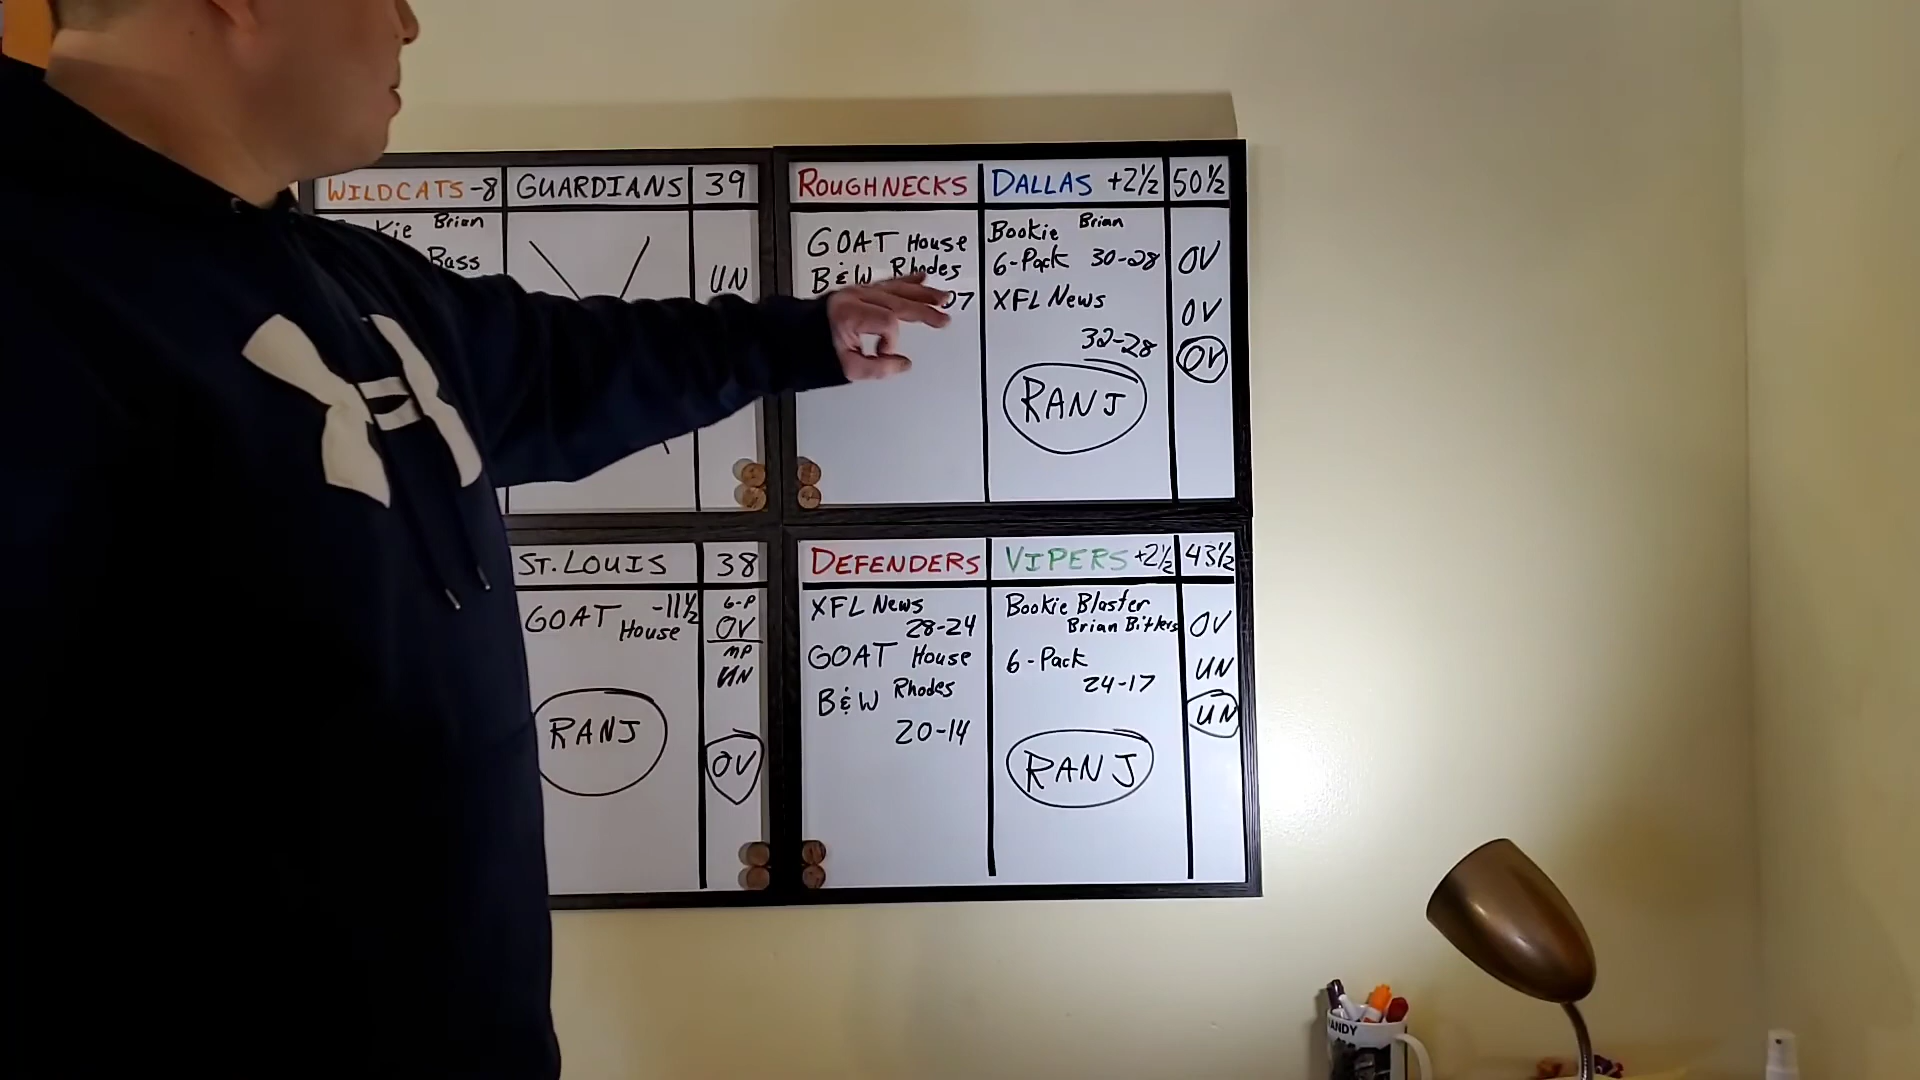 WILDCATS -8 GUARDIANS 39
Brian
Bass
UN
ROUGHNECKS DALLAS +2½ 50½
GOAT House
B&W Rhodes
Bookie Brian
6-Pack 30-28
XFL News
32-28
RANJ
OV
OV
OV
ST. LOUIS 38
GOAT -11½
House
RANJ
6-P
OV
MP
UN
OV
DEFENDERS VIPERS +2½ 43½
XFL News
28-24
GOAT House
B&W Rhodes
20-14
Bookie Blaster
Brian Bitlers
6-Pack
24-17
RANJ
OV
UN
UN
ANDY